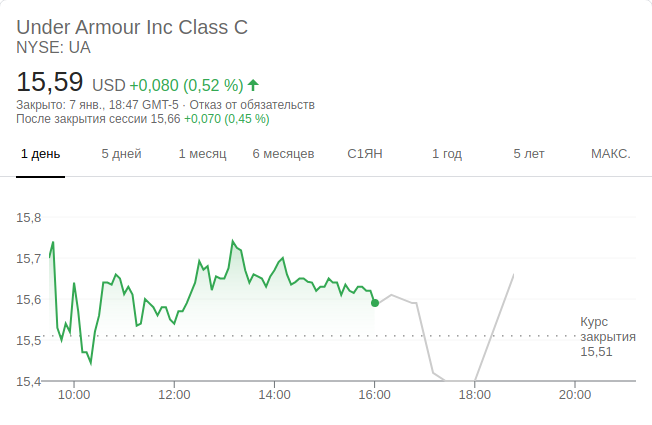 Under Armour Inc Class C
NYSE: UA
15,59 USD +0,080 (0,52 %)
Закрыто: 7 янв., 18:47 GMT-5 · Отказ от обязательств
После закрытия сессии 15,66 +0,070 (0,45 %)
1 день 5 дней 1 месяц 6 месяцев С1ЯН 1 год 5 лет МАКС.
15,8
15,7
15,6
15,5
15,4
Курс
закрытия
15,51
10:00 12:00 14:00 16:00 18:00 20:00